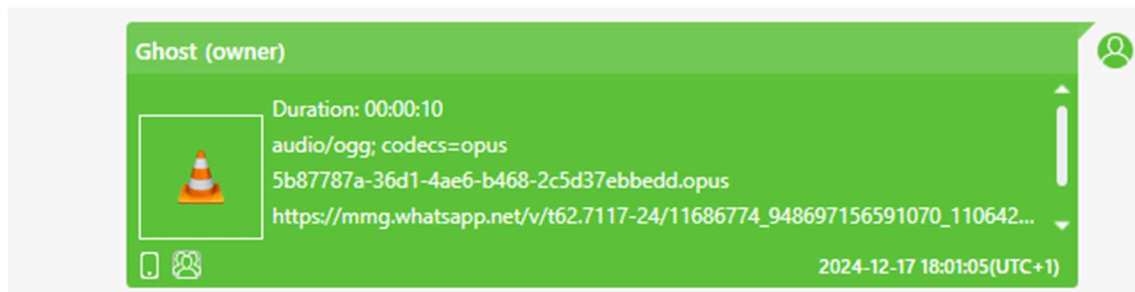 Ghost (owner)
Duration: 00:00:10
audio/ogg; codecs=opus
5b87787a-36d1-4ae6-b468-2c5d37ebbedd.opus
https://mmg.whatsapp.net/v/t62.7117-24/11686774_948697156591070_110642...
2024-12-17 18:01:05(UTC+1)